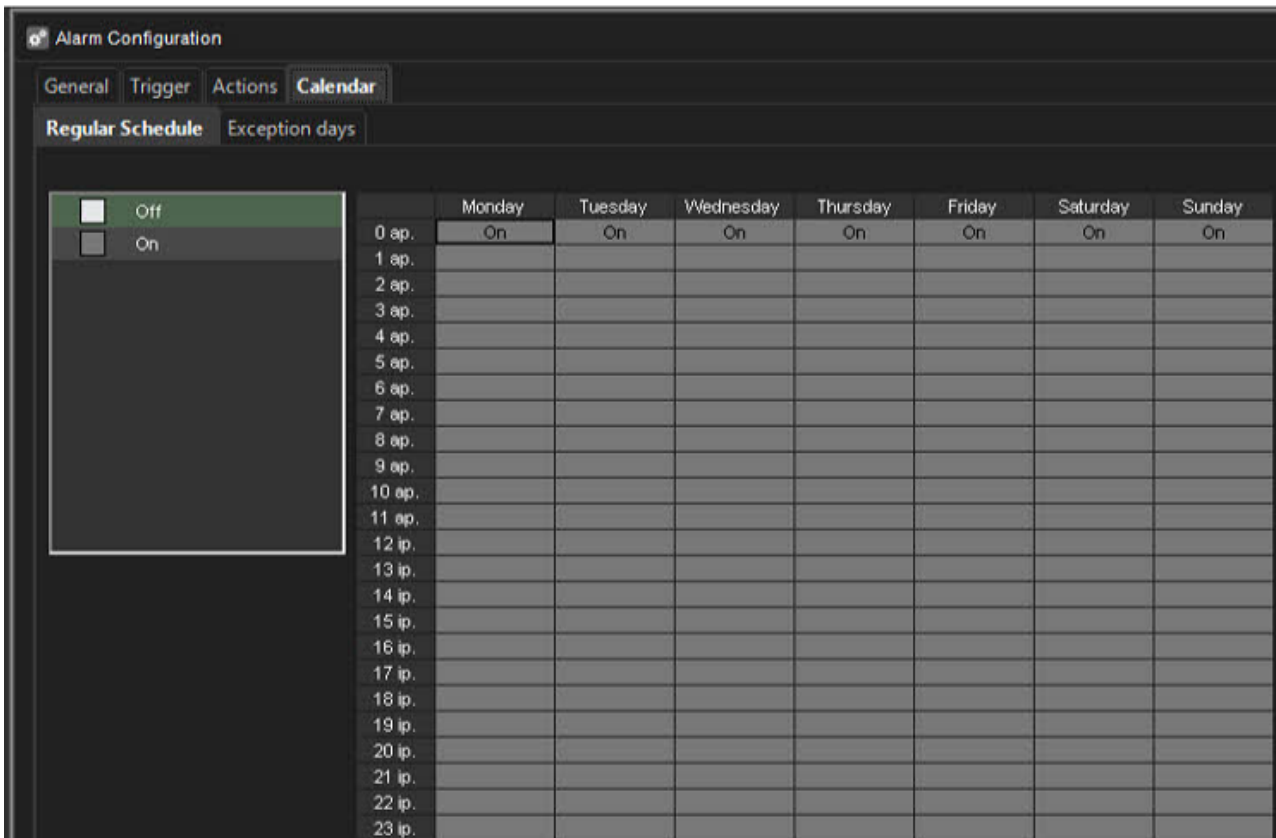 Alarm Configuration
General Trigger Actions Calendar
Regular Schedule Exception days
Off
On
Monday Tuesday Wednesday Thursday Friday Saturday Sunday
0 ap. On On On On On On On
1 ap.
2 ap.
3 ap.
4 ap.
5 ap.
6 ap.
7 ap.
8 ap.
9 ap.
10 ap.
11 ap.
12 ip.
13 ip.
14 ip.
15 ip.
16 ip.
17 ip.
18 ip.
19 ip.
20 ip.
21 ip.
22 ip.
23 ip.